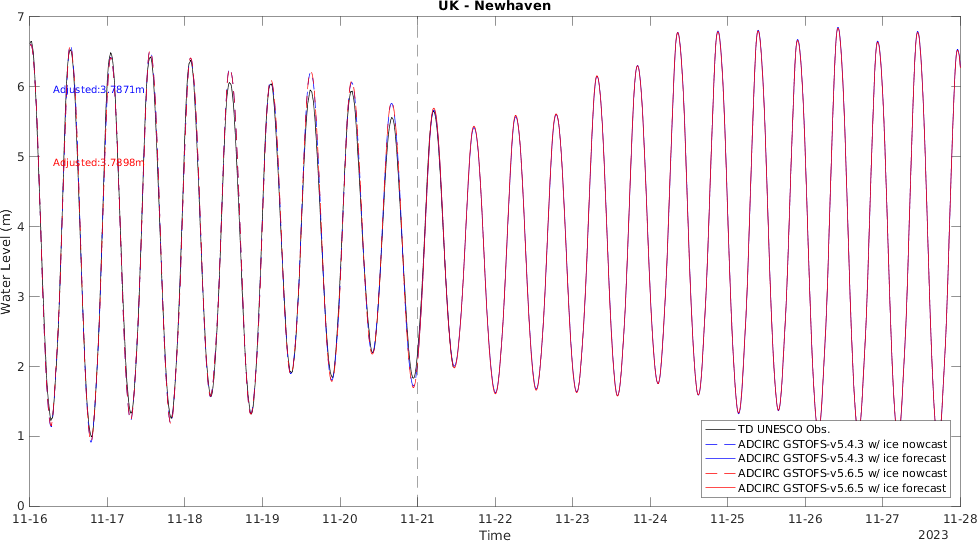 UK - Newhaven
7
6
5
4
3
2
1
0
Water Level (m)
Adjusted:3.7871m
Adjusted:3.7898m
TD UNESCO Obs.
ADCIRC GSTOFS-v5.4.3 w/ ice nowcast
ADCIRC GSTOFS-v5.4.3 w/ ice forecast
ADCIRC GSTOFS-v5.6.5 w/ ice nowcast
ADCIRC GSTOFS-v5.6.5 w/ ice forecast
11-16 11-17 11-18 11-19 11-20 11-21 11-22 11-23 11-24 11-25 11-26 11-27 11-28
Time
2023